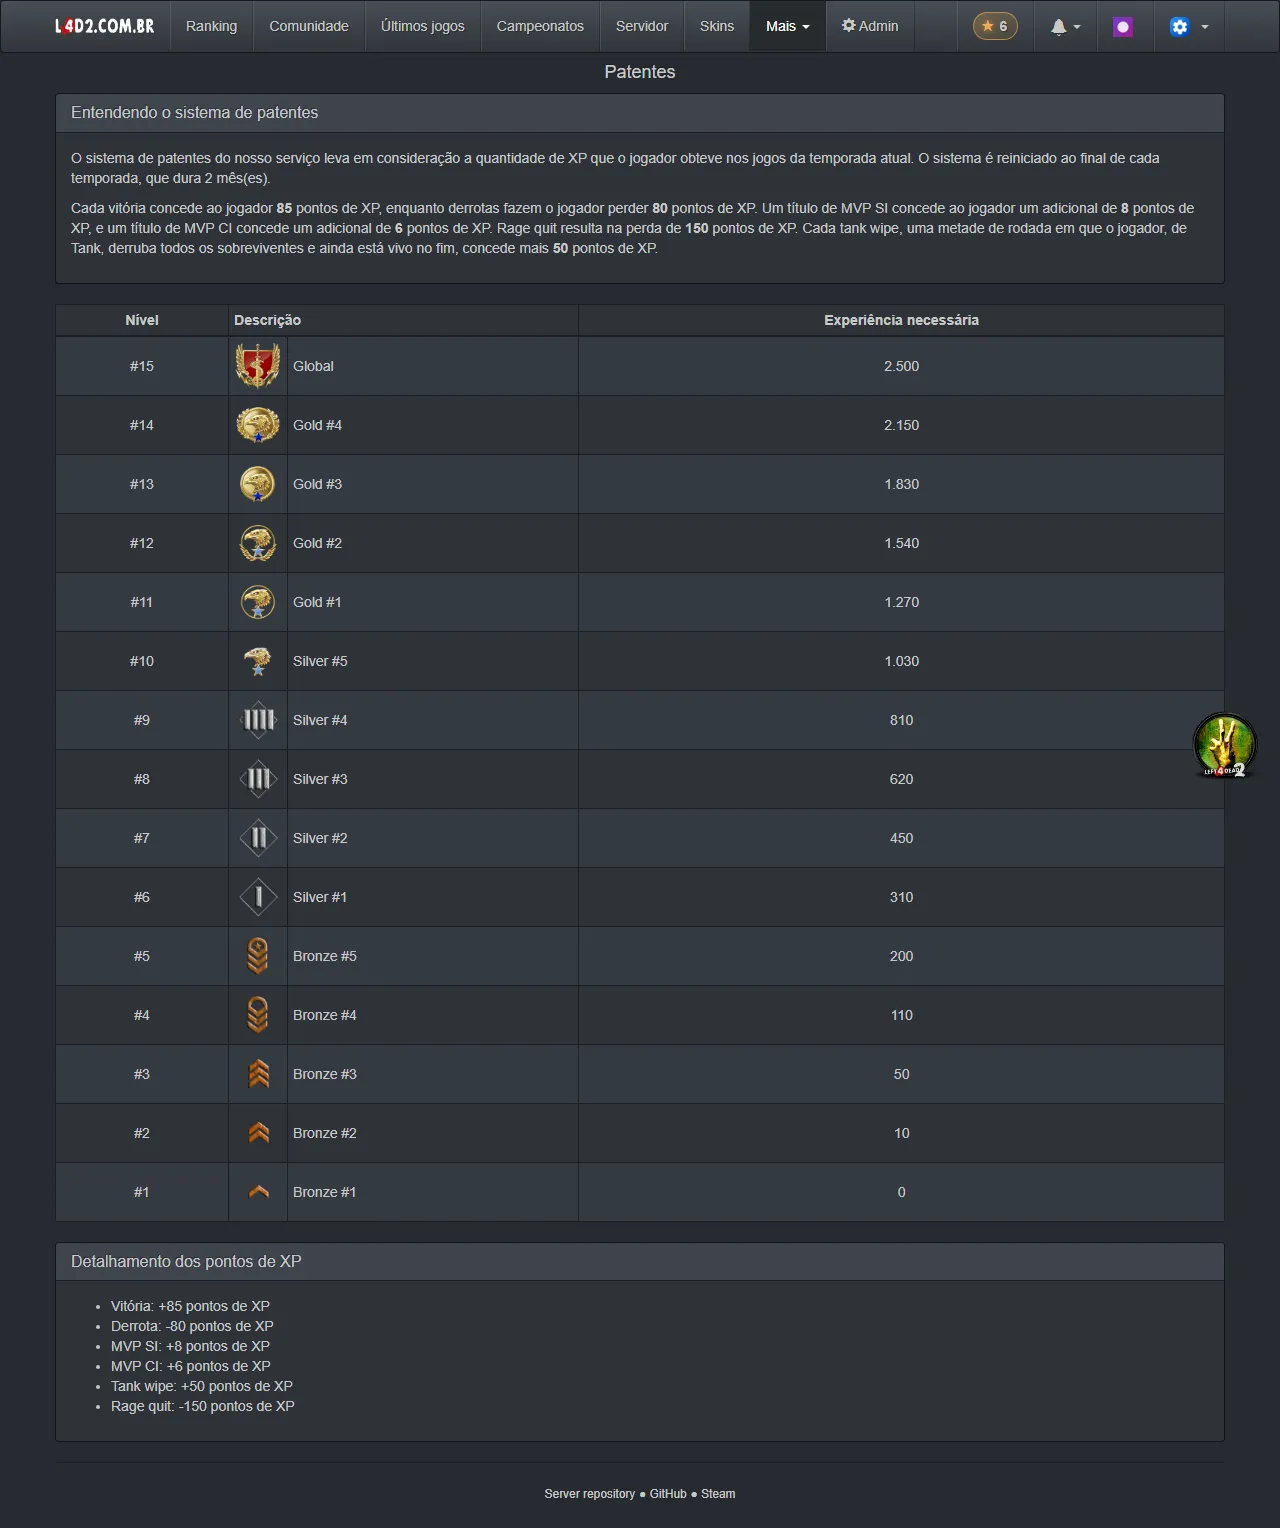 L4D2.COM.BR Ranking Comunidade Últimos jogos Campeonatos Servidor Skins Mais Admin 6
Patentes
Entendendo o sistema de patentes
O sistema de patentes do nosso serviço leva em consideração a quantidade de XP que o jogador obteve nos jogos da temporada atual. O sistema é reiniciado ao final de cada
temporada, que dura 2 mês(es).
Cada vitória concede ao jogador 85 pontos de XP, enquanto derrotas fazem o jogador perder 80 pontos de XP. Um título de MVP SI concede ao jogador um adicional de 8 pontos de
XP, e um título de MVP CI concede um adicional de 6 pontos de XP. Rage quit resulta na perda de 150 pontos de XP. Cada tank wipe, uma metade de rodada em que o jogador, de
Tank, derruba todos os sobreviventes e ainda está vivo no fim, concede mais 50 pontos de XP.
Nível Descrição Experiência necessária
#15 Global 2.500
#14 Gold #4 2.150
#13 Gold #3 1.830
#12 Gold #2 1.540
#11 Gold #1 1.270
#10 Silver #5 1.030
#9 Silver #4 810
#8 Silver #3 620
LEFT 4 DEAD 2
#7 Silver #2 450
#6 Silver #1 310
#5 Bronze #5 200
#4 Bronze #4 110
#3 Bronze #3 50
#2 Bronze #2 10
#1 Bronze #1 0
Detalhamento dos pontos de XP
• Vitória: +85 pontos de XP
• Derrota: -80 pontos de XP
• MVP SI: +8 pontos de XP
• MVP CI: +6 pontos de XP
• Tank wipe: +50 pontos de XP
• Rage quit: -150 pontos de XP
Server repository ● GitHub ● Steam